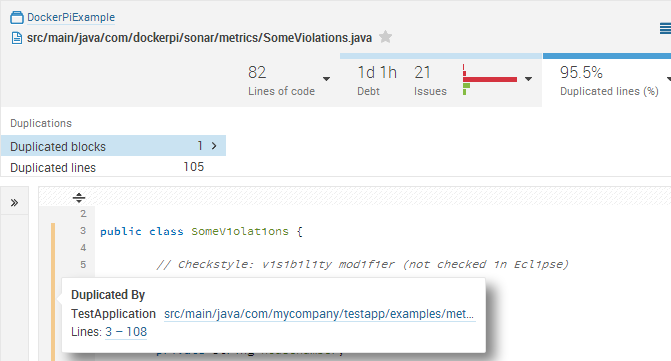 DockerPiExample
src/main/java/com/dockerpi/sonar/metrics/SomeViolations.java
82 1d 1h 21 95.5%
Lines of code Debt Issues Duplicated lines (%)
Duplications
Duplicated blocks 1 >
Duplicated lines 105
»
2
3 public class SomeViolations {
4
5 // Checkstyle: visibility modifier (not checked in Eclipse)
Duplicated By
TestApplication src/main/java/com/mycompany/testapp/examples/met...
Lines: 3 – 108